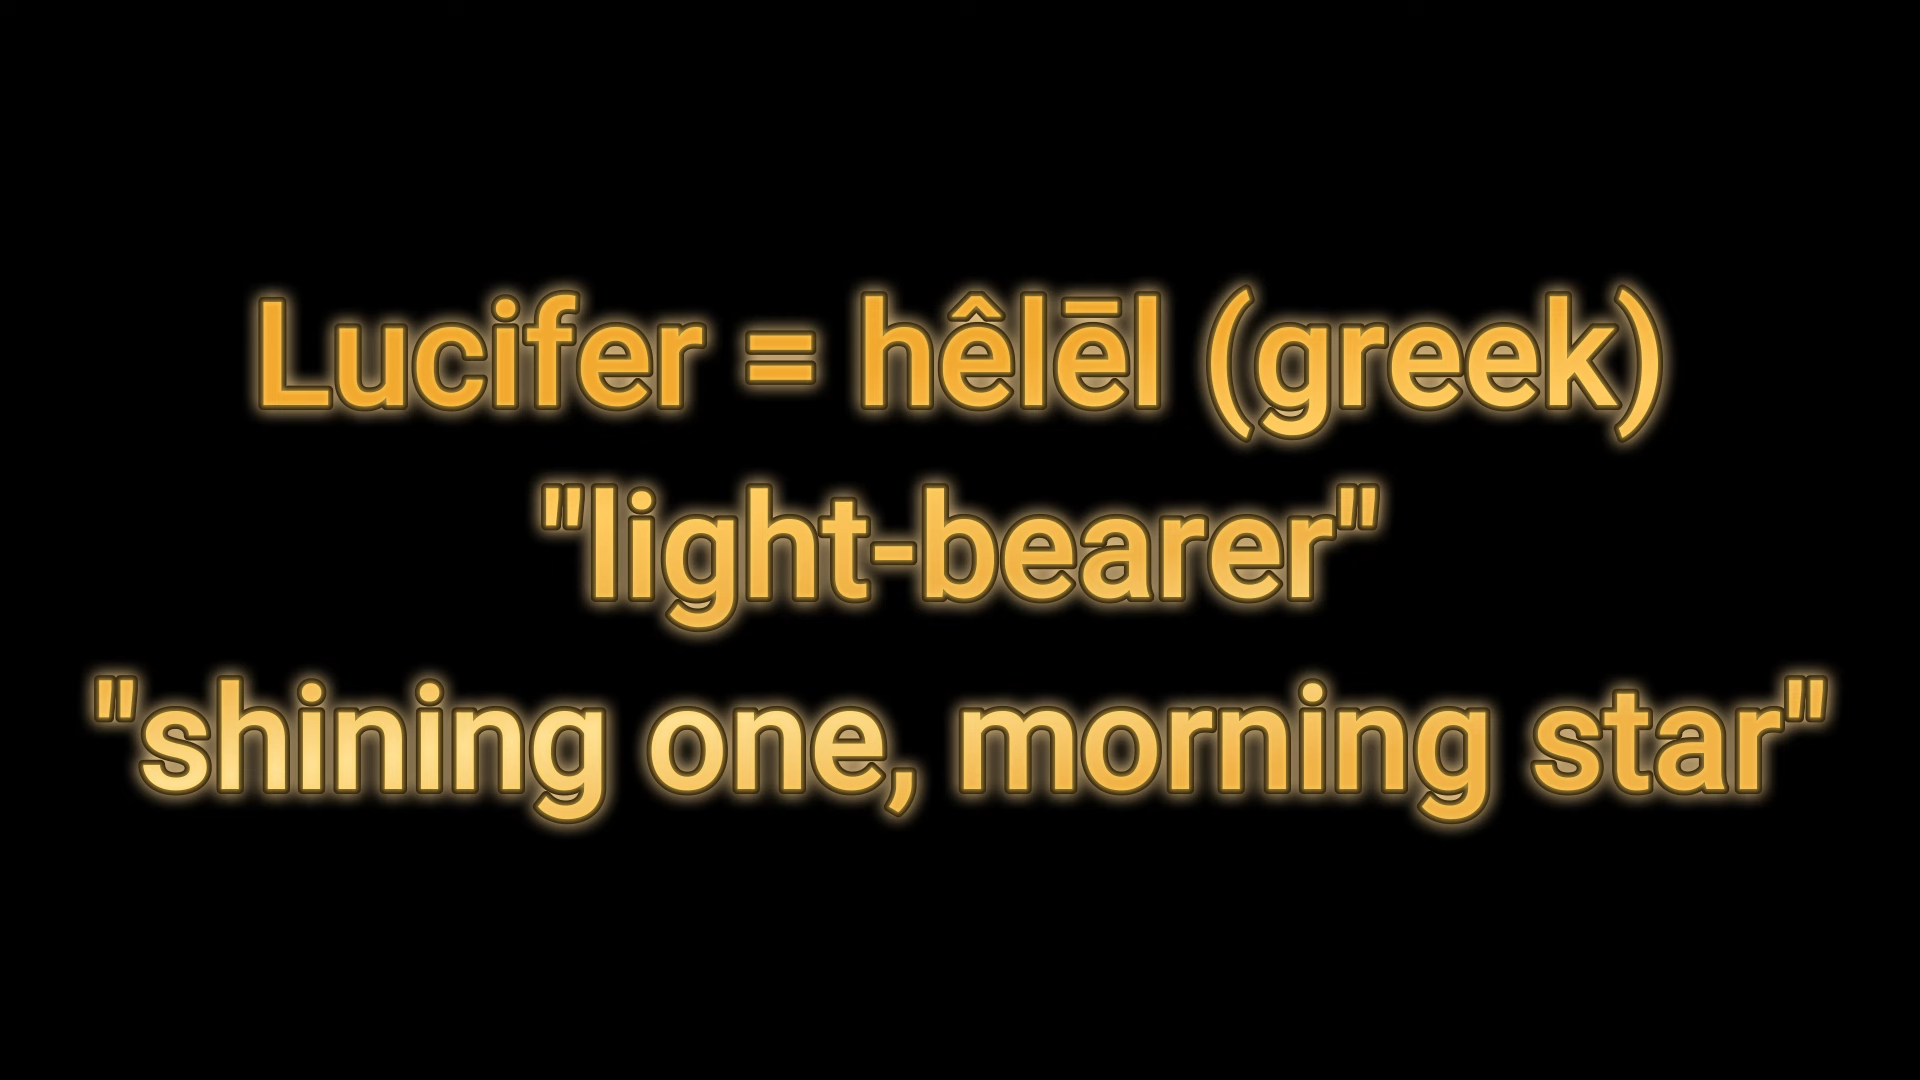 Lucifer = hêlēl (greek)
"light-bearer"
"shining one, morning star"